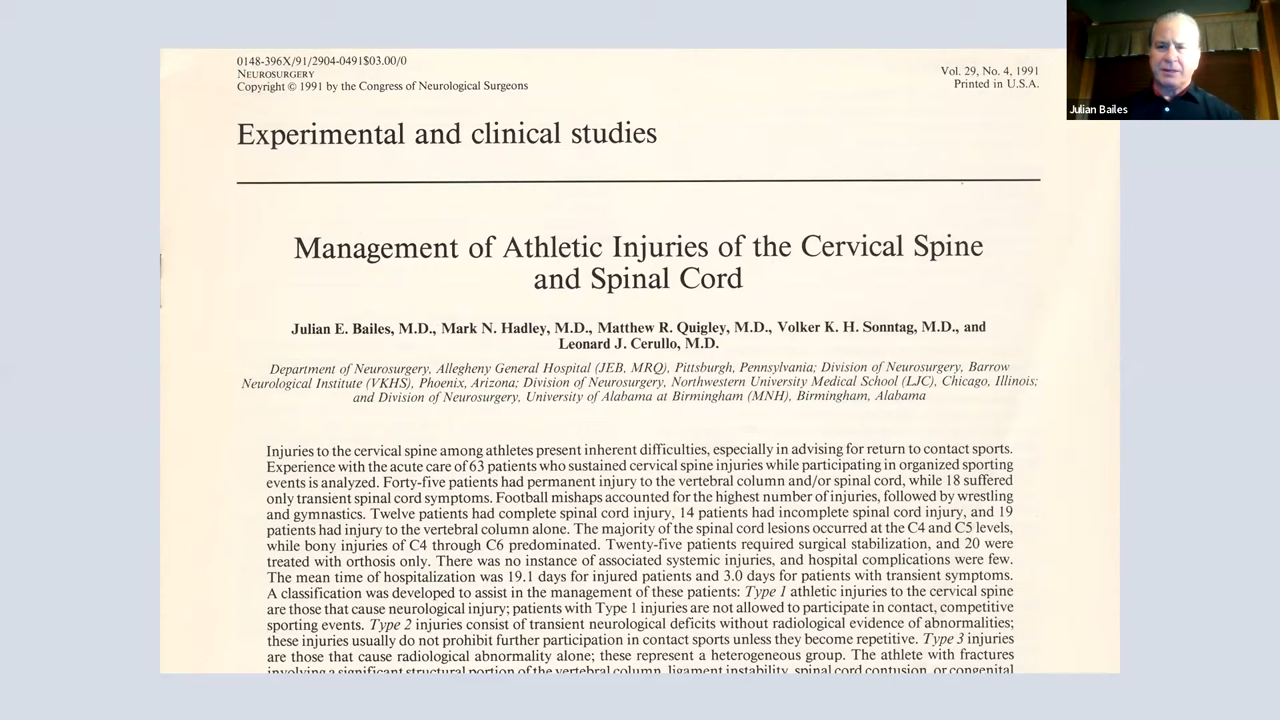 0148-396X/91/2904-0491$03.00/0
NEUROSURGERY
Copyright © 1991 by the Congress of Neurological Surgeons
Vol. 29, No. 4, 1991
Printed in U.S.A.
Julian Bailes
Experimental and clinical studies
Management of Athletic Injuries of the Cervical Spine
and Spinal Cord
Julian E. Bailes, M.D., Mark N. Hadley, M.D., Matthew R. Quigley, M.D., Volker K. H. Sonntag, M.D., and
Leonard J. Cerullo, M.D.
Department of Neurosurgery, Allegheny General Hospital (JEB, MRQ), Pittsburgh, Pennsylvania; Division of Neurosurgery, Barrow
Neurological Institute (VKHS), Phoenix, Arizona; Division of Neurosurgery, Northwestern University Medical School (LJC), Chicago, Illinois;
and Division of Neurosurgery, University of Alabama at Birmingham (MNH), Birmingham, Alabama
Injuries to the cervical spine among athletes present inherent difficulties, especially in advising for return to contact sports.
Experience with the acute care of 63 patients who sustained cervical spine injuries while participating in organized sporting
events is analyzed. Forty-five patients had permanent injury to the vertebral column and/or spinal cord, while 18 suffered
only transient spinal cord symptoms. Football mishaps accounted for the highest number of injuries, followed by wrestling
and gymnastics. Twelve patients had complete spinal cord injury, 14 patients had incomplete spinal cord injury, and 19
patients had injury to the vertebral column alone. The majority of the spinal cord lesions occurred at the C4 and C5 levels,
while bony injuries of C4 through C6 predominated. Twenty-five patients required surgical stabilization, and 20 were
treated with orthosis only. There was no instance of associated systemic injuries, and hospital complications were few.
The mean time of hospitalization was 19.1 days for injured patients and 3.0 days for patients with transient symptoms.
A classification was developed to assist in the management of these patients: Type 1 athletic injuries to the cervical spine
are those that cause neurological injury; patients with Type 1 injuries are not allowed to participate in contact, competitive
sporting events. Type 2 injuries consist of transient neurological deficits without radiological evidence of abnormalities;
these injuries usually do not prohibit further participation in contact sports unless they become repetitive. Type 3 injuries
are those that cause radiological abnormality alone; these represent a heterogeneous group. The athlete with fractures
involving a significant structural portion of the vertebral column, ligament instability, spinal cord contusion, or congenital